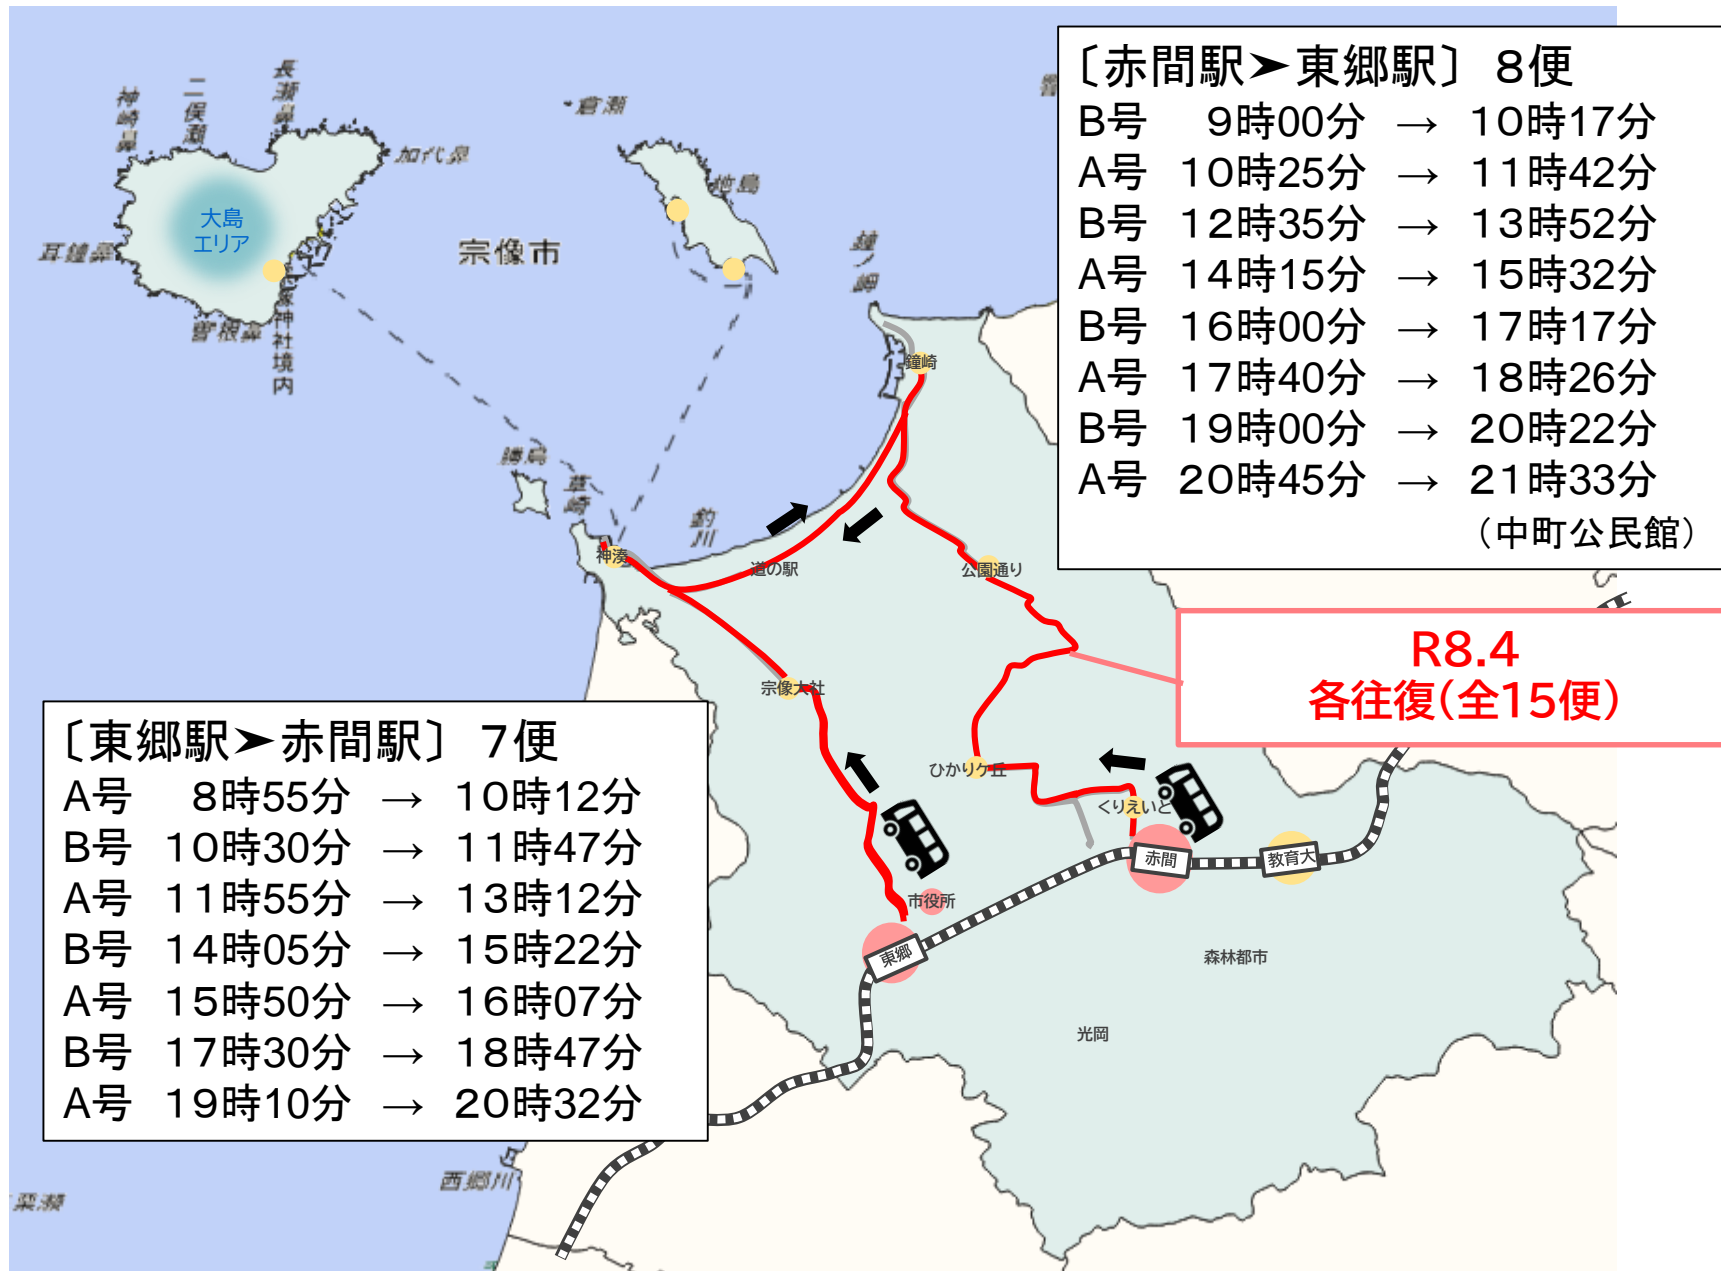 〔赤間駅➤東郷駅〕 8便
B号 9時00分 → 10時17分
A号 10時25分 → 11時42分
B号 12時35分 → 13時52分
A号 14時15分 → 15時32分
B号 16時00分 → 17時17分
A号 17時40分 → 18時26分
B号 19時00分 → 20時22分
A号 20時45分 → 21時33分
（中町公民館）
R8.4
各往復（全15便）
〔東郷駅➤赤間駅〕 7便
A号 8時55分 → 10時12分
B号 10時30分 → 11時47分
A号 11時55分 → 13時12分
B号 14時05分 → 15時22分
A号 15時50分 → 16時07分
B号 17時30分 → 18時47分
A号 19時10分 → 20時32分
神崎鼻
二俣瀬
長瀬鼻
加代鼻
倉瀬
地島
大島
エリア
耳鐘鼻
宗像市
曽根鼻
像神社境内
鐘ノ岬
鐘崎
勝島
草崎
釣川
神湊
道の駅
公園通り
宗像大社
ひかりケ丘
くりえいと
赤間
教育大
市役所
東郷
森林都市
光岡
西郷川
栗瀬